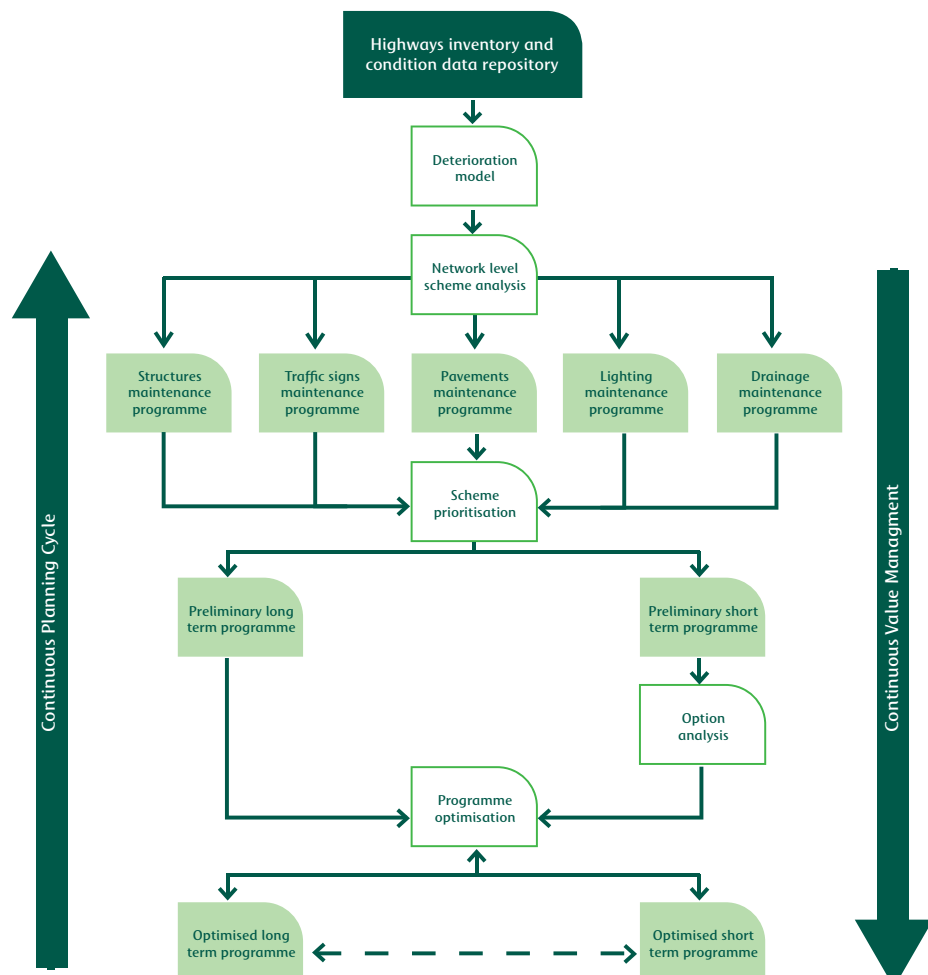 Highways inventory and
condition data repository
Deterioration
model
Network level
scheme analysis
Structures
maintenance
programme
Traffic signs
maintenance
programme
Pavements
maintenance
programme
Lighting
maintenance
programme
Drainage
maintenance
programme
Scheme
prioritisation
Continuous Planning Cycle
Continuous Value Managment
Preliminary long
term programme
Preliminary short
term programme
Option
analysis
Programme
optimisation
Optimised long
term programme
Optimised short
term programme